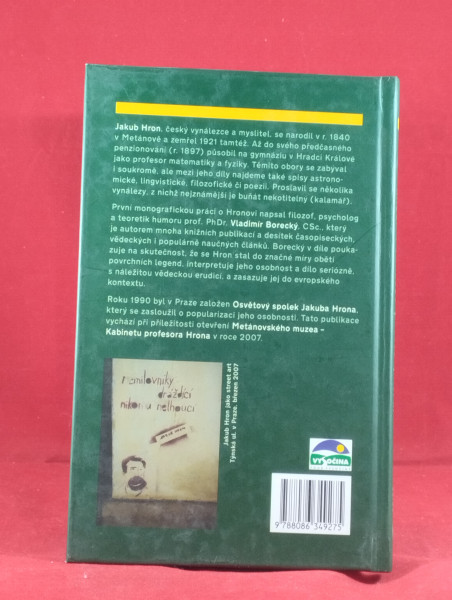 Jakub Hron, český vynálezce a myslitel, se narodil v r. 1840
v Metánově a zemřel 1921 tamtéž. Až do svého předčasného
penzionování (r. 1897) působil na gymnáziu v Hradci Králové
jako profesor matematiky a fyziky. Těmito obory se zabýval
i soukromě, ale mezi jeho díly najdeme také spisy astrono-
mické, lingvistické, filozofické či poezii. Proslavil se několika
vynálezy, z nichž nejznámější je buňát nekotitelný (kalamář).
První monografickou práci o Hronovi napsal filozof, psycholog
a teoretik humoru prof. PhDr. Vladimír Borecký, CSc., který
je autorem mnoha knižních publikací a desítek časopiseckých,
vědeckých i populárně naučných článků. Borecký v díle pouka-
zuje na skutečnost, že se Hron stal do značné míry obětí
povrchních legend, interpretuje jeho osobnost a dílo seriózně,
s náležitou vědeckou erudicí, a zasazuje jej do evropského
kontextu.
Roku 1990 byl v Praze založen Osvětový spolek Jakuba Hrona,
který se zasloužil o popularizaci jeho osobnosti. Tato publikace
vychází při příležitosti otevření Metánovského muzea –
Kabinetu profesora Hrona v roce 2007.
nemilovníky
dráždící
nikomu nelhoucí
Jakub Hron jako street art
Týnská ul. v Praze, březen 2007
VYSOČINA
9 788086 349275